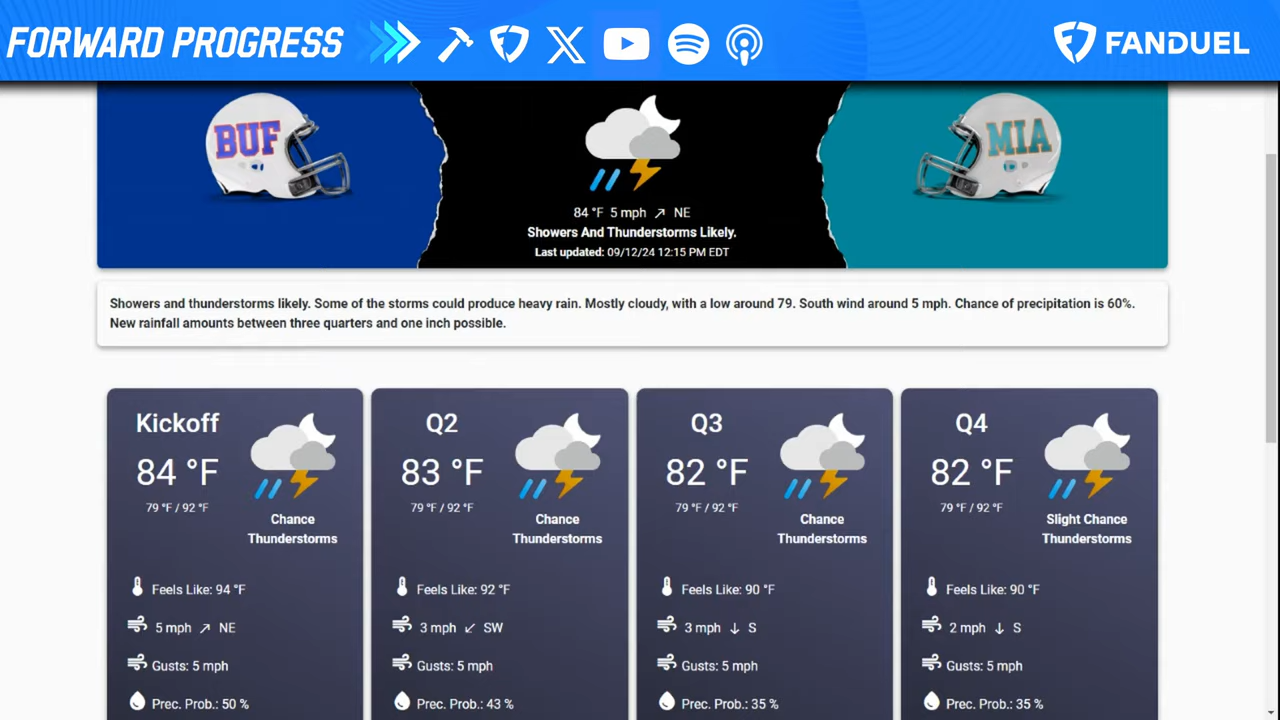 FORWARD PROGRESS
FANDUEL
BUF
MIA
84 °F 5 mph ↗ NE
Showers And Thunderstorms Likely.
Last updated: 09/12/24 12:15 PM EDT
Showers and thunderstorms likely. Some of the storms could produce heavy rain. Mostly cloudy, with a low around 79. South wind around 5 mph. Chance of precipitation is 60%.
New rainfall amounts between three quarters and one inch possible.
Kickoff
84 °F
79 °F / 92 °F
Chance
Thunderstorms
Feels Like: 94 °F
5 mph ↗ NE
Gusts: 5 mph
Prec. Prob.: 50 %
Q2
83 °F
79 °F / 92 °F
Chance
Thunderstorms
Feels Like: 92 °F
3 mph ↙ SW
Gusts: 5 mph
Prec. Prob.: 43 %
Q3
82 °F
79 °F / 92 °F
Chance
Thunderstorms
Feels Like: 90 °F
3 mph ↓ S
Gusts: 5 mph
Prec. Prob.: 35 %
Q4
82 °F
79 °F / 92 °F
Slight Chance
Thunderstorms
Feels Like: 90 °F
2 mph ↓ S
Gusts: 5 mph
Prec. Prob.: 35 %